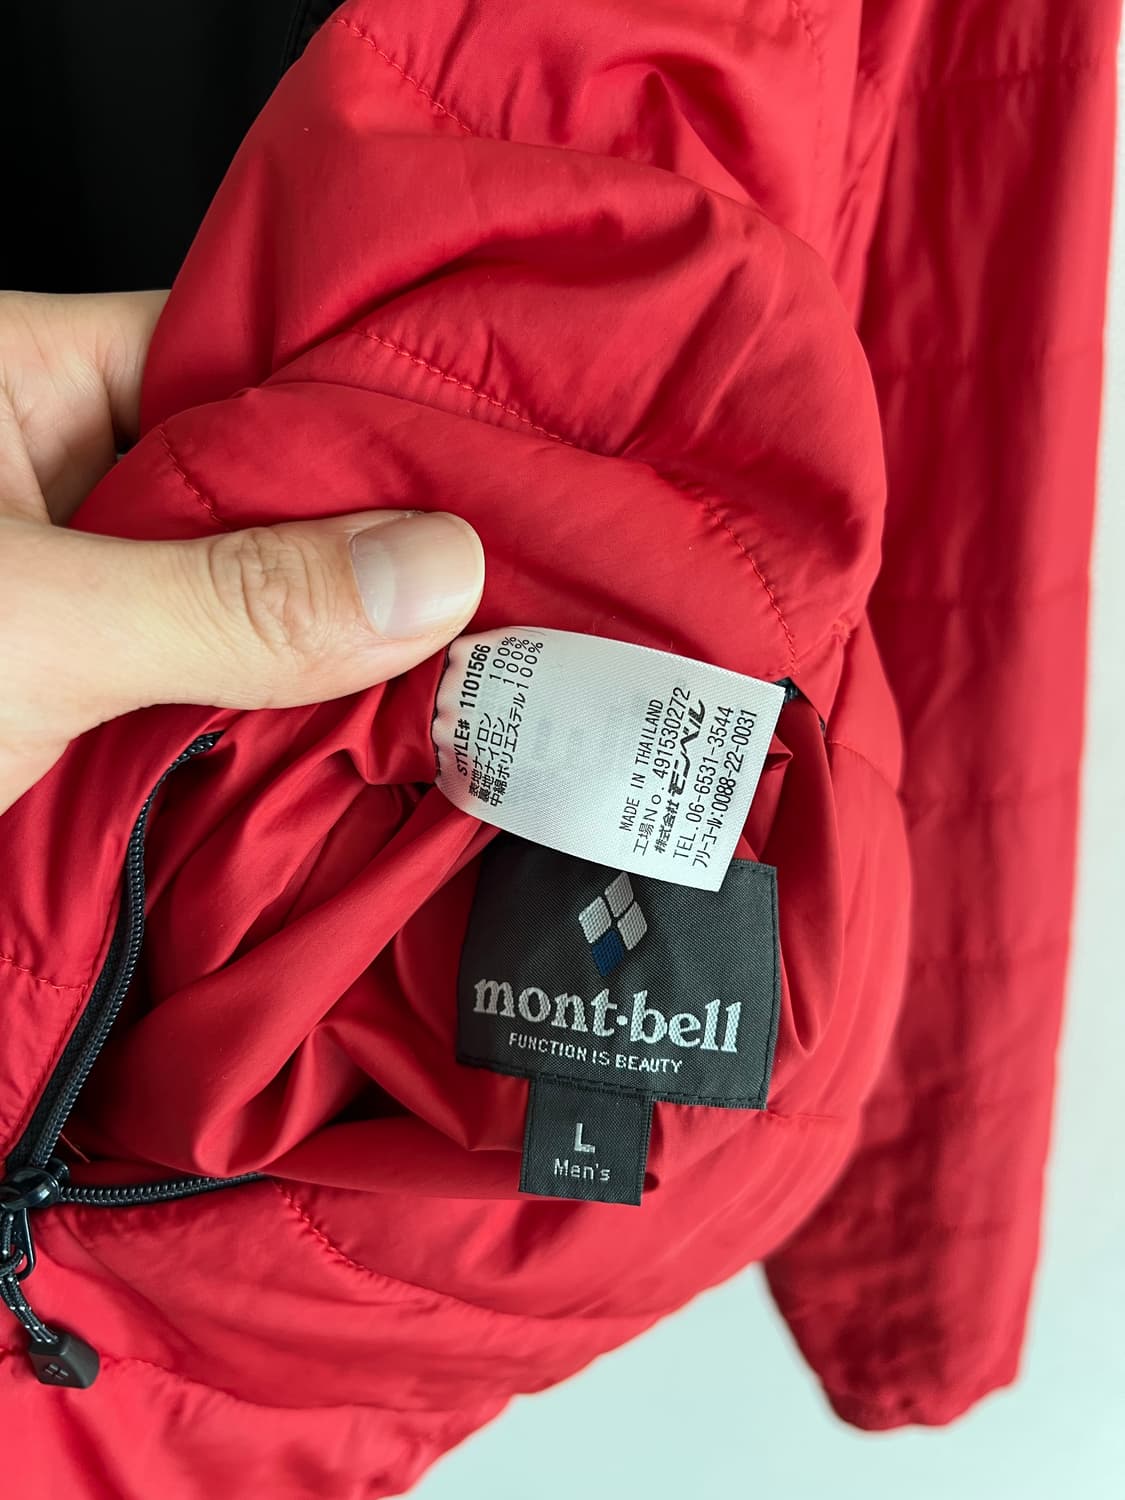 STYLE# 1101566
表地ナイロン 100%
裏地ナイロン 100%
中綿ポリエステル100%
MADE IN THAILAND
工場No. 491530272
株式会社 モンベル
TEL. 06-6531-3544
フリーコール:0088-22-0031
mont·bell
FUNCTION IS BEAUTY
L
Men's